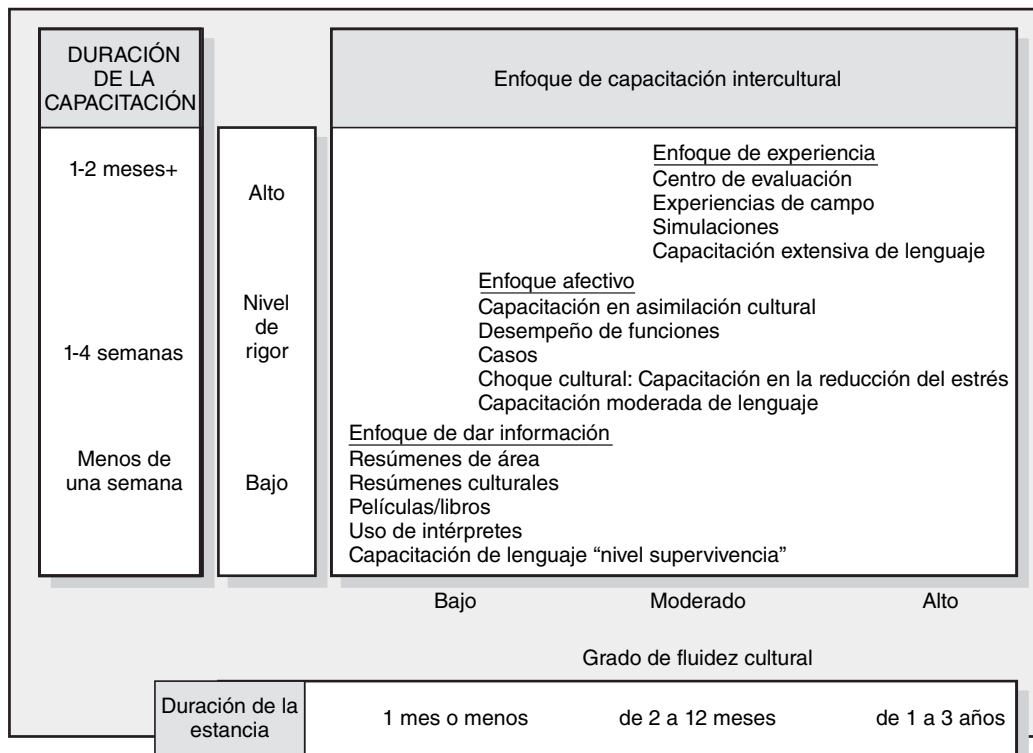 DURACIÓN
DE LA
CAPACITACIÓN
Enfoque de capacitación intercultural
1-2 meses+
Alto
Enfoque de experiencia
Centro de evaluación
Experiencias de campo
Simulaciones
Capacitación extensiva de lenguaje
1-4 semanas
Nivel
de
rigor
Enfoque afectivo
Capacitación en asimilación cultural
Desempeño de funciones
Casos
Choque cultural: Capacitación en la reducción del estrés
Capacitación moderada de lenguaje
Menos de
una semana
Bajo
Enfoque de dar información
Resúmenes de área
Resúmenes culturales
Películas/libros
Uso de intérpretes
Capacitación de lenguaje “nivel supervivencia”
Bajo
Moderado
Alto
Grado de fluidez cultural
Duración de la
estancia
1 mes o menos
de 2 a 12 meses
de 1 a 3 años